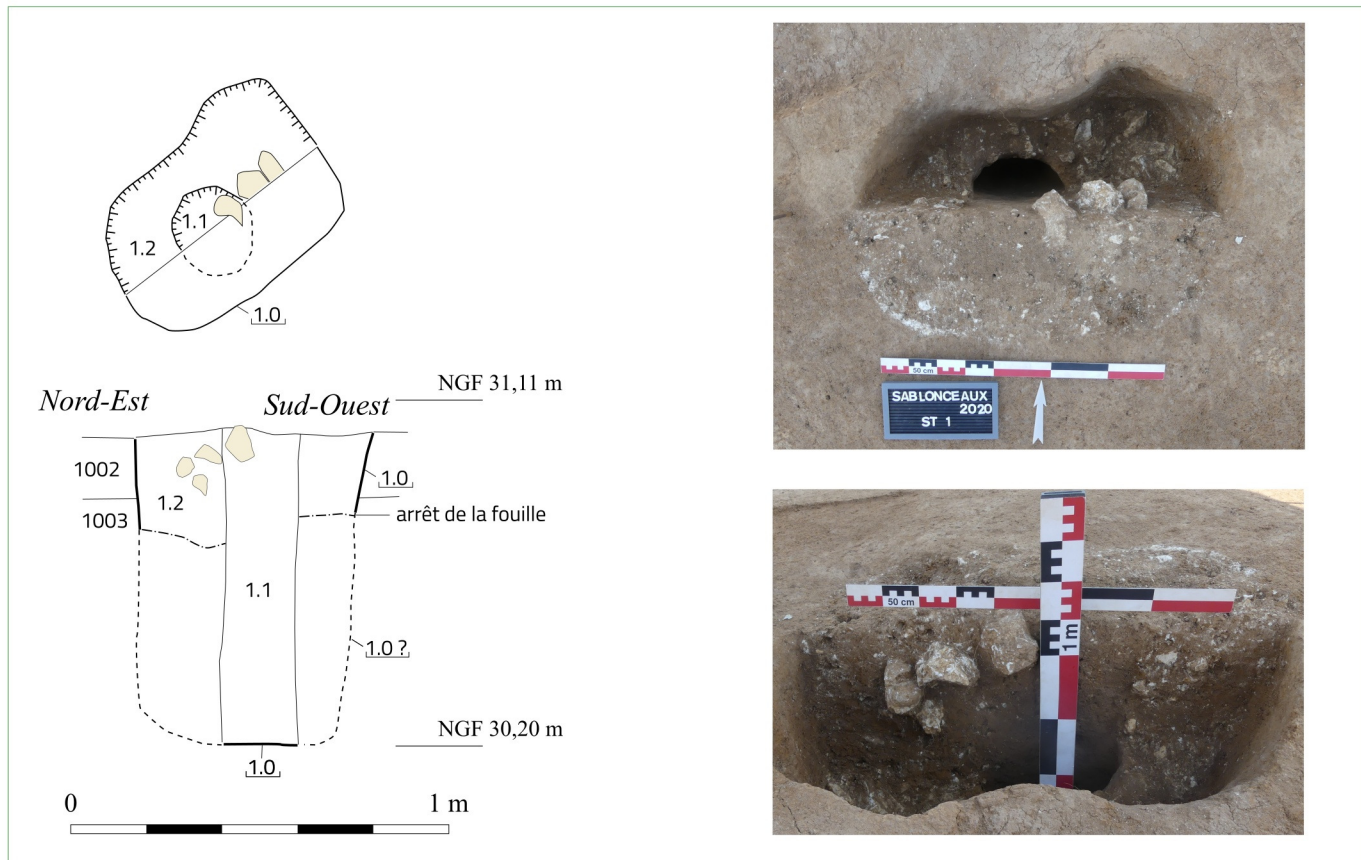 1.1
1.2
1.0
NGF 31,11 m
Nord-Est
Sud-Ouest
1002
1.0
1.2
1003
arrêt de la fouille
1.1
1.0 ?
NGF 30,20 m
1.0
0
1 m
50 cm
SABLONCEAUX
2020
ST 1
50 cm
1 m